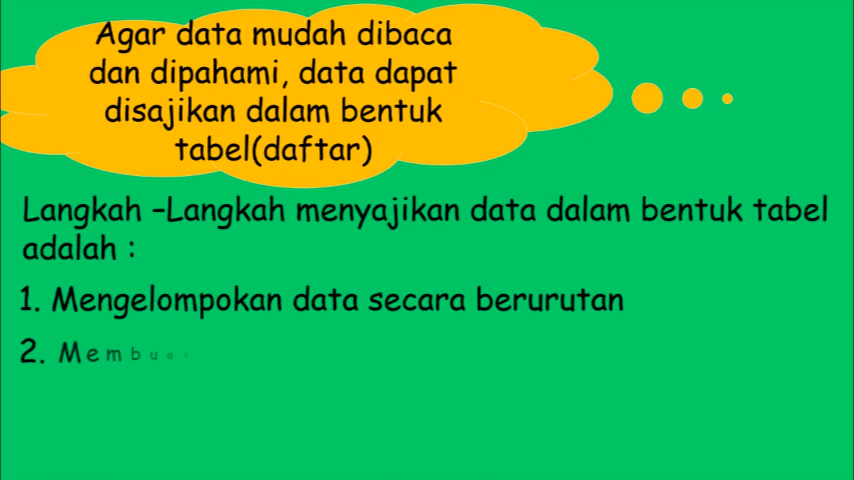 Agar data mudah dibaca
dan dipahami, data dapat
disajikan dalam bentuk
tabel(daftar)
Langkah –Langkah menyajikan data dalam bentuk tabel
adalah :
1. Mengelompokan data secara berurutan
2.